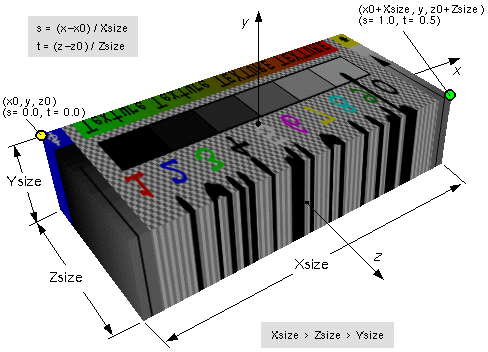 s = (x-x0) / Xsize
t = (z-z0) / Zsize
(x0+Xsize, y, z0+Zsize)
(s= 1.0, t= 0.5)
y
x
(x0, y, z0)
(s= 0.0, t= 0.0)
Ysize
Zsize
Xsize
z
Xsize > Zsize > Ysize